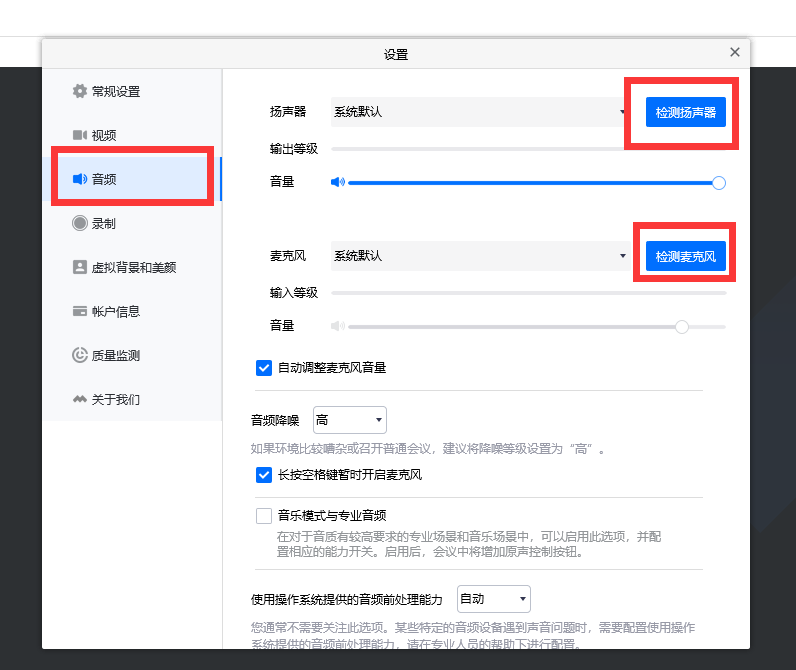 设置
常规设置
视频
音频
录制
虚拟背景和美颜
帐户信息
质量监测
关于我们
扬声器 系统默认 检测扬声器
输出等级
音量
麦克风 系统默认 检测麦克风
输入等级
音量
自动调整麦克风音量
音频降噪 高
如果环境比较嘈杂或召开普通会议，建议将降噪等级设置为“高”。
长按空格键暂时开启麦克风
音乐模式与专业音频
在对于音质有较高要求的专业场景和音乐场景中，可以启用此选项，并配
置相应的能力开关。启用后，会议中将增加原声控制按钮。
使用操作系统提供的音频前处理能力 自动
您通常不需要关注此选项。某些特定的音频设备遇到声音问题时，需要配置使用操作
系统提供的音频前处理能力，请在专业人员的帮助下进行配置。